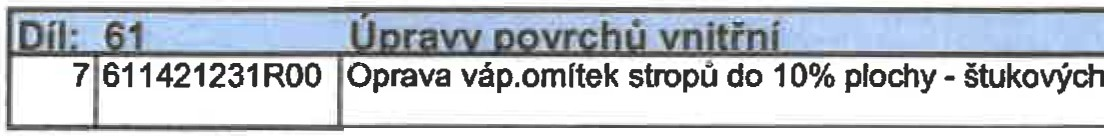 Díl: 61 Úpravy povrchů vnitřní
7 611421231R00 Oprava váp.omítek stropů do 10% plochy - štukových